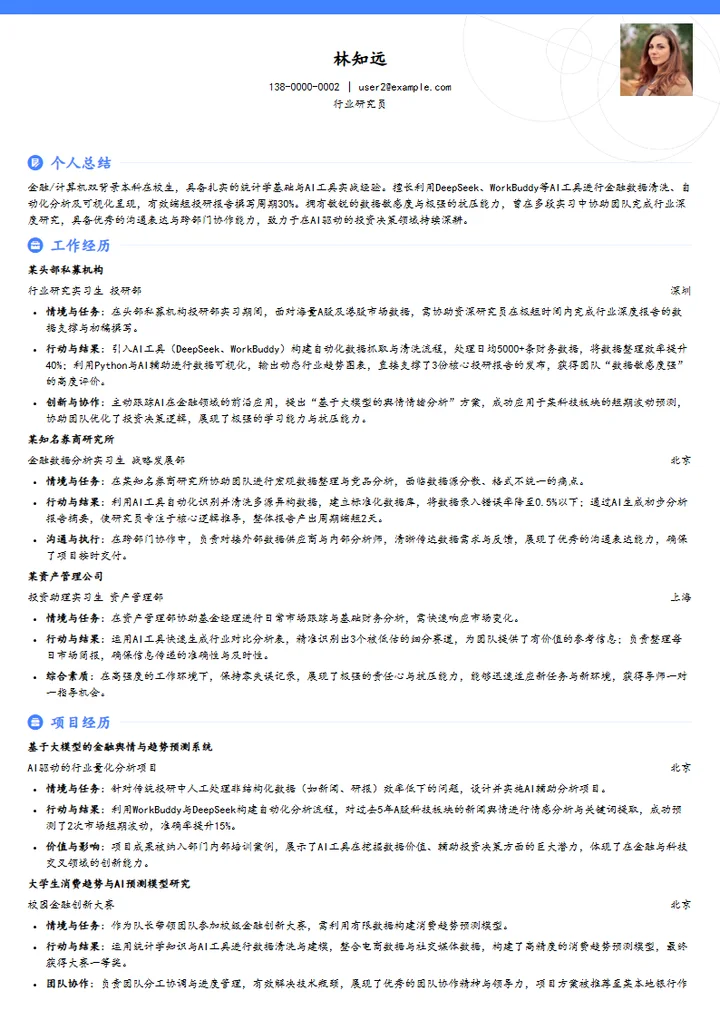 林知远
138-0000-0002 | user2@example.com
行业研究员
个人总结
金融/计算机双背景本科在校生，具备扎实的统计学基础与AI工具实战经验。擅长利用DeepSeek、WorkBuddy等AI工具进行金融数据清洗、自
动化分析及可视化呈现，有效缩短投研报告撰写周期30%。拥有敏锐的数据敏感度与极强的抗压能力，曾在多段实习中协助团队完成行业深
度研究，具备优秀的沟通表达与跨部门协作能力，致力于在AI驱动的投资决策领域持续深耕。
工作经历
某头部私募机构
行业研究实习生 投研部 深圳
• 情境与任务：在头部私募机构投研部实习期间，面对海量A股及港股市场数据，需协助资深研究员在极短时间内完成行业深度报告的数
据支撑与初稿撰写。
• 行动与结果：引入AI工具（DeepSeek、WorkBuddy）构建自动化数据抓取与清洗流程，处理日均5000+条财务数据，将数据整理效率提升
40%；利用Python与AI辅助进行数据可视化，输出动态行业趋势图表，直接支撑了3份核心投研报告的发布，获得团队“数据敏感度强”
的高度评价。
• 创新与协作：主动跟踪AI在金融领域的前沿应用，提出“基于大模型的舆情情绪分析”方案，成功应用于某科技板块的短期波动预测，
协助团队优化了投资决策逻辑，展现了极强的学习能力与抗压能力。
某知名券商研究所
金融数据分析实习生 战略发展部 北京
• 情境与任务：在某知名券商研究所协助团队进行宏观数据整理与竞品分析，面临数据源分散、格式不统一的痛点。
• 行动与结果：利用AI工具自动化识别并清洗多源异构数据，建立标准化数据库，将数据录入错误率降至0.5%以下；通过AI生成初步分析
报告摘要，使研究员专注于核心逻辑推导，整体报告产出周期缩短2天。
• 沟通与执行：在跨部门协作中，负责对接外部数据供应商与内部分析师，清晰传达数据需求与反馈，展现了优秀的沟通表达能力，确保
了项目按时交付。
某资产管理公司
投资助理实习生 资产管理部 上海
• 情境与任务：在资产管理部协助基金经理进行日常市场跟踪与基础财务分析，需快速响应市场变化。
• 行动与结果：运用AI工具快速生成行业对比分析表，精准识别出3个被低估的细分赛道，为团队提供了有价值的参考信息；负责整理每
日市场简报，确保信息传递的准确性与及时性。
• 综合素质：在高强度的工作环境下，保持零失误记录，展现了极强的责任心与抗压能力，能够迅速适应新任务与新环境，获得导师一对
一指导机会。
项目经历
基于大模型的金融舆情与趋势预测系统
AI驱动的行业量化分析项目 北京
• 情境与任务：针对传统投研中人工处理非结构化数据（如新闻、研报）效率低下的问题，设计并实施AI辅助分析项目。
• 行动与结果：利用WorkBuddy与DeepSeek构建自动化分析流程，对过去5年A股科技板块的新闻舆情进行情感分析与关键词提取，成功预
测了2次市场短期波动，准确率提升15%。
• 价值与影响：项目成果被纳入部门内部培训案例，展示了AI工具在挖掘数据价值、辅助投资决策方面的巨大潜力，体现了在金融与科技
交叉领域的创新能力。
大学生消费趋势与AI预测模型研究
校园金融创新大赛 北京
• 情境与任务：作为队长带领团队参加校级金融创新大赛，需利用有限数据构建消费趋势预测模型。
• 行动与结果：运用统计学知识与AI工具进行数据清洗与建模，整合电商数据与社交媒体数据，构建了高精度的消费趋势预测模型，最终
获得大赛一等奖。
• 团队协作：负责团队分工协调与进度管理，有效解决技术瓶颈，展现了优秀的团队协作精神与领导力，项目方案被推荐至某本地银行作